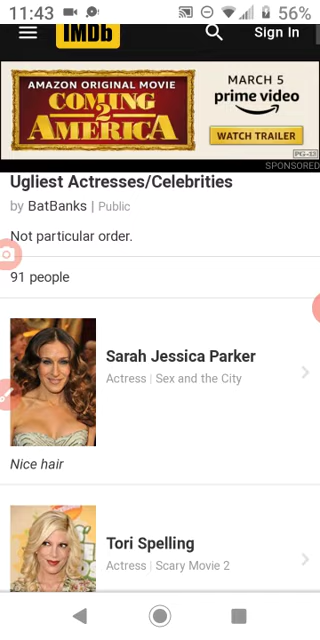 11:43 56%
IMDb Sign In
AMAZON ORIGINAL MOVIE
COMING
2
AMERICA
MARCH 5
prime video
WATCH TRAILER
PG-13
SPONSORED
Ugliest Actresses/Celebrities
by BatBanks | Public
Not particular order.
91 people
Sarah Jessica Parker
Actress | Sex and the City
Nice hair
Tori Spelling
Actress | Scary Movie 2